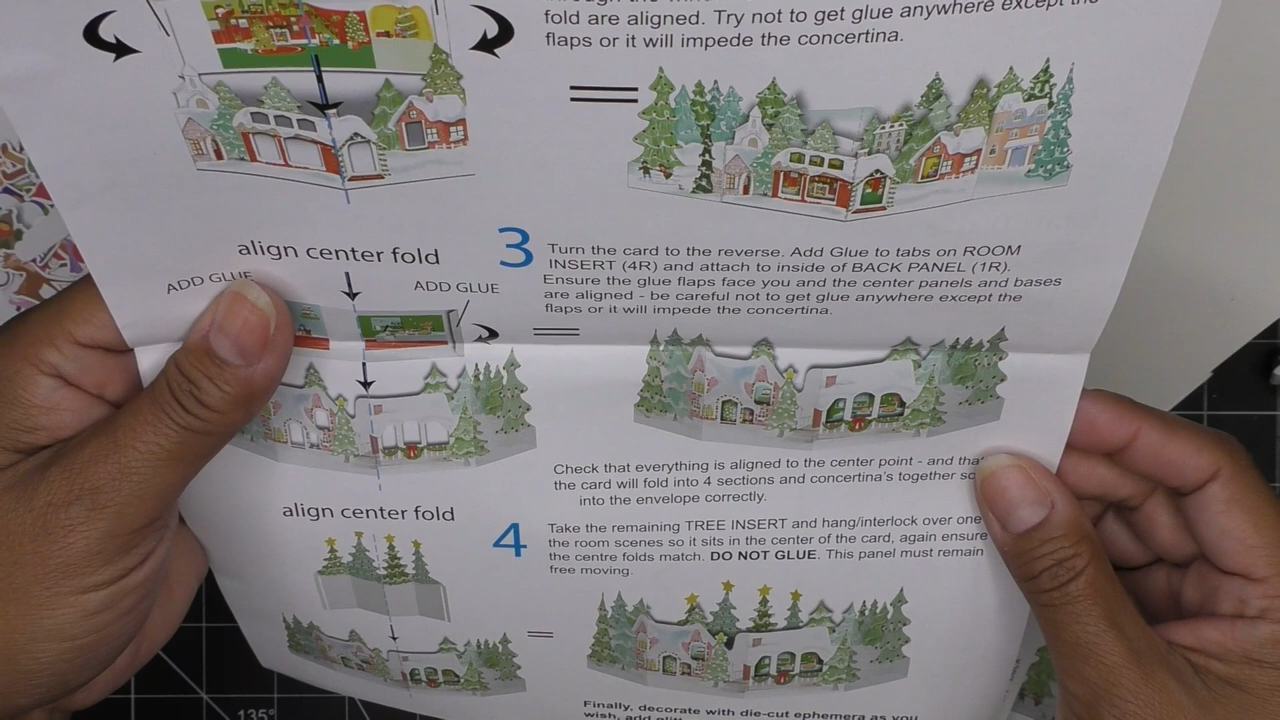 fold are aligned. Try not to get glue anywhere except the
flaps or it will impede the concertina.
align center fold
ADD GLUE
ADD GLUE
3
Turn the card to the reverse. Add Glue to tabs on ROOM
INSERT (4R) and attach to inside of BACK PANEL (1R).
Ensure the glue flaps face you and the center panels and bases
are aligned - be careful not to get glue anywhere except the
flaps or it will impede the concertina.
Check that everything is aligned to the center point - and that
the card will fold into 4 sections and concertina's together so
into the envelope correctly.
align center fold
4
Take the remaining TREE INSERT and hang/interlock over one
the room scenes so it sits in the center of the card, again ensure
the centre folds match. DO NOT GLUE. This panel must remain
free moving.
Finally, decorate with die-cut ephemera as you
wish, add
135°